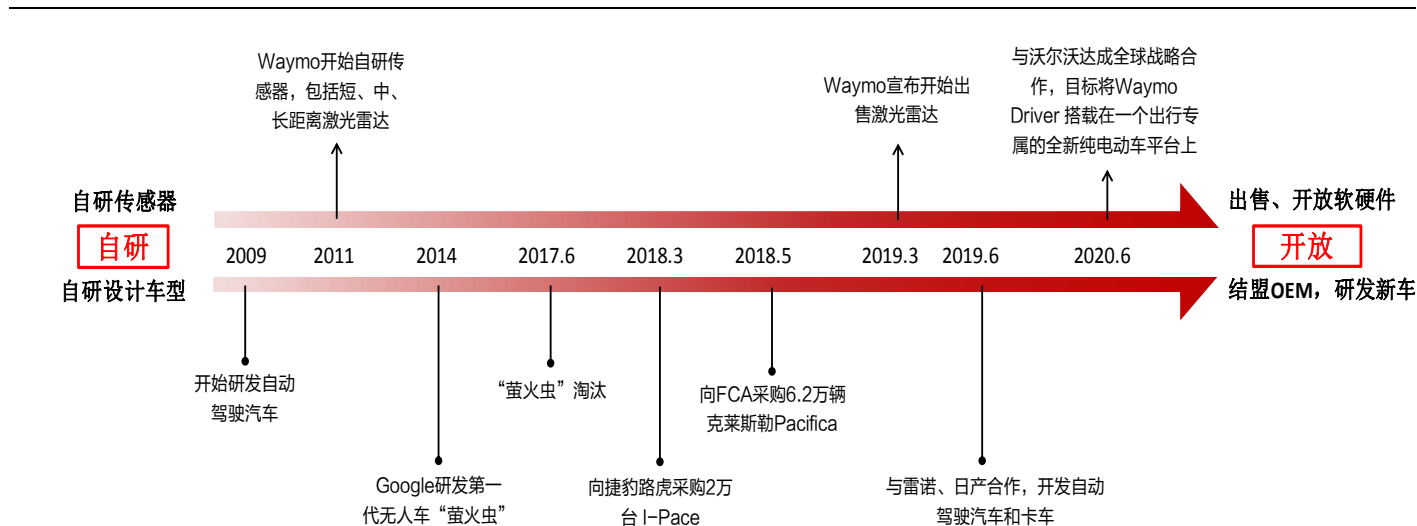 Waymo开始自研传
感器，包括短、中、
长距离激光雷达
Waymo宣布开始出
售激光雷达
与沃尔沃达成全球战略合
作，目标将Waymo
Driver 搭载在一个出行专
属的全新纯电动车平台上
自研传感器
自研
自研设计车型
出售、开放软硬件
开放
结盟OEM，研发新车
2009
2011
2014
2017.6
2018.3
2018.5
2019.3
2019.6
2020.6
开始研发自动
驾驶汽车
Google研发第一
代无人车“萤火虫”
“萤火虫”淘汰
向捷豹路虎采购2万
台 I-Pace
向FCA采购6.2万辆
克莱斯勒Pacifica
与雷诺、日产合作，开发自动
驾驶汽车和卡车